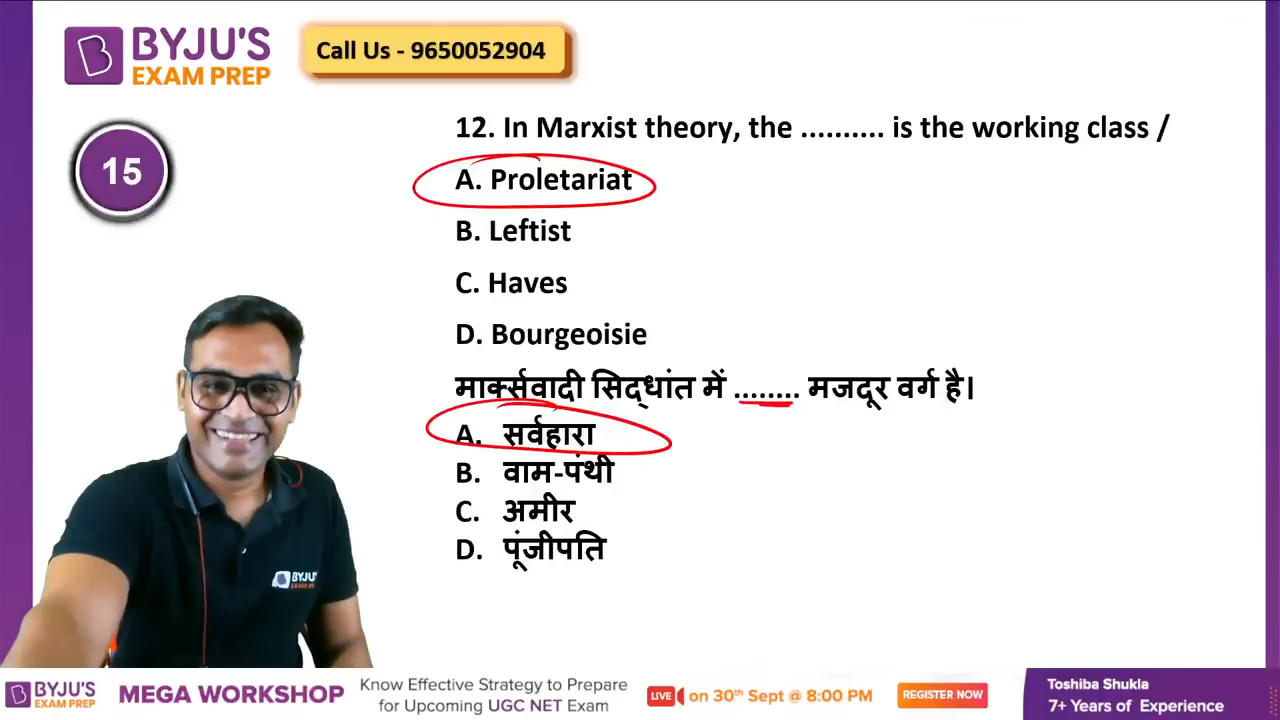 BYJU'S
EXAM PREP
Call Us - 9650052904
15
12. In Marxist theory, the .......... is the working class /
A. Proletariat
B. Leftist
C. Haves
D. Bourgeoisie
मार्क्सवादी सिद्धांत में ........ मजदूर वर्ग है।
A. सर्वहारा
B. वाम-पंथी
C. अमीर
D. पूंजीपति
BYJU'S
EXAM PREP
BYJU'S
EXAM PREP
MEGA WORKSHOP
Know Effective Strategy to Prepare
for Upcoming UGC NET Exam
LIVE
on 30th Sept @ 8:00 PM
REGISTER NOW
Toshiba Shukla
7+ Years of Experience